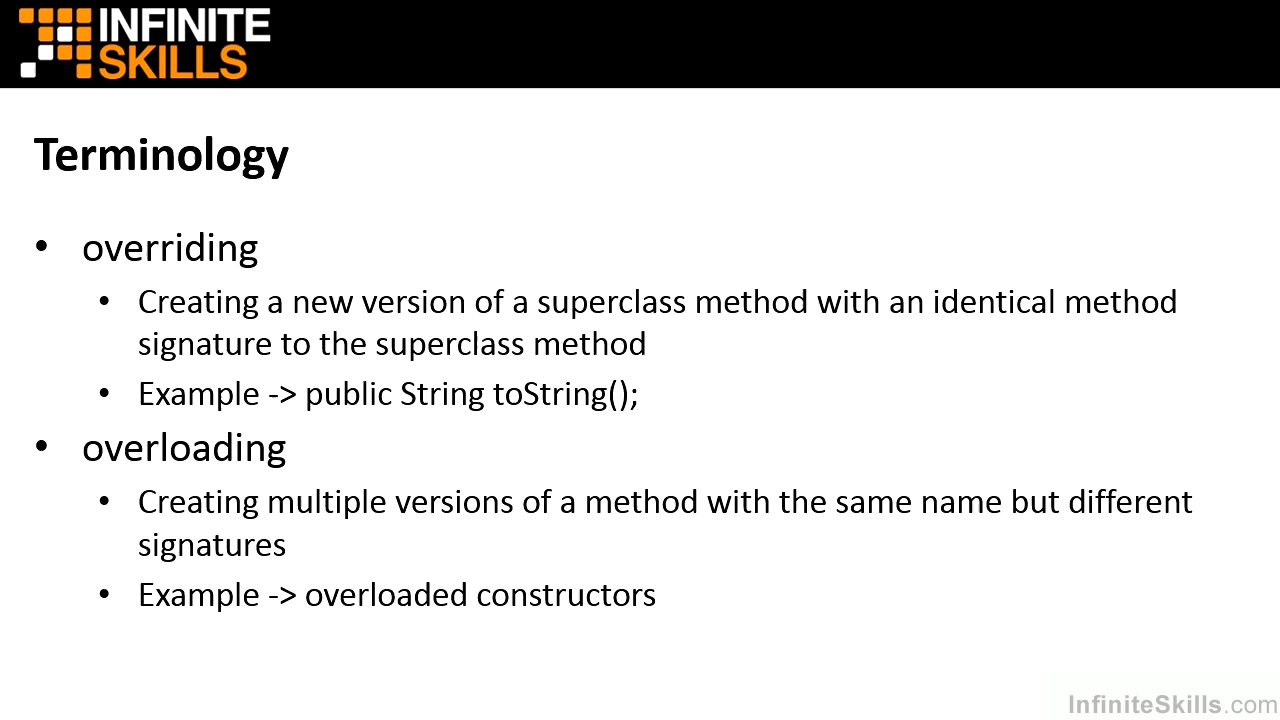 INFINITE
SKILLS
Terminology
• overriding
• Creating a new version of a superclass method with an identical method
signature to the superclass method
• Example -> public String toString();
• overloading
• Creating multiple versions of a method with the same name but different
signatures
• Example -> overloaded constructors
InfiniteSkills.com